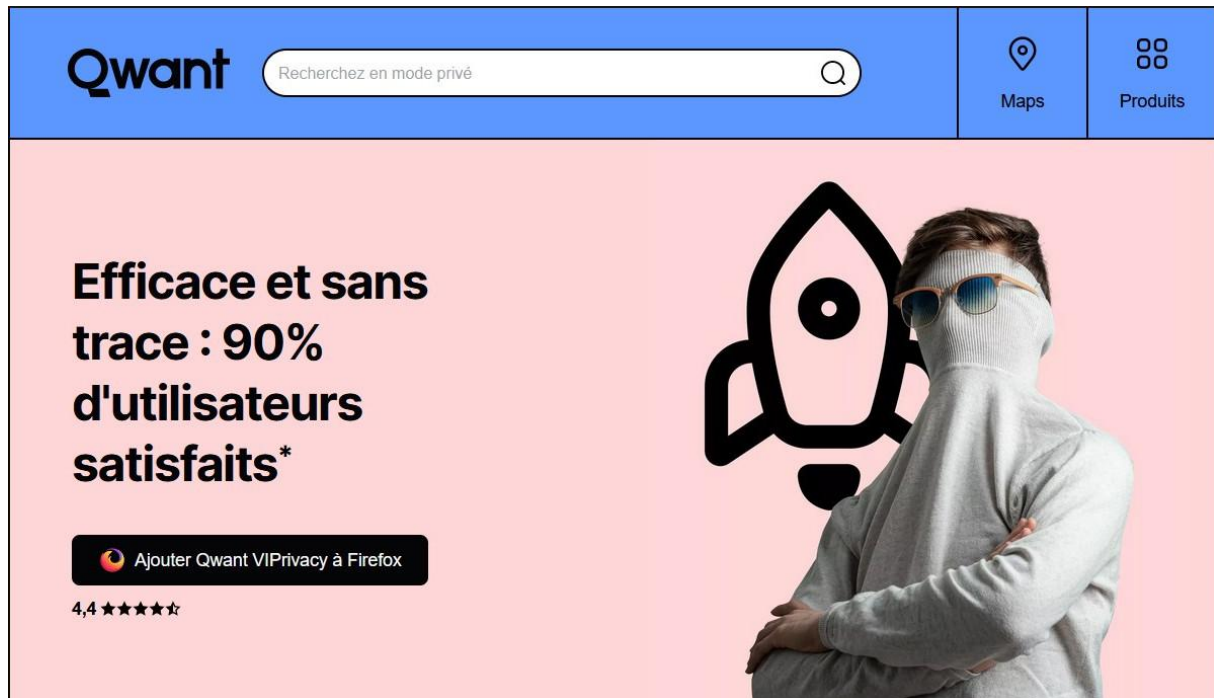 Qwant
Recherchez en mode privé
Maps
Produits
Efficace et sans
trace : 90%
d'utilisateurs
satisfaits*
Ajouter Qwant VIPrivacy à Firefox
4,4